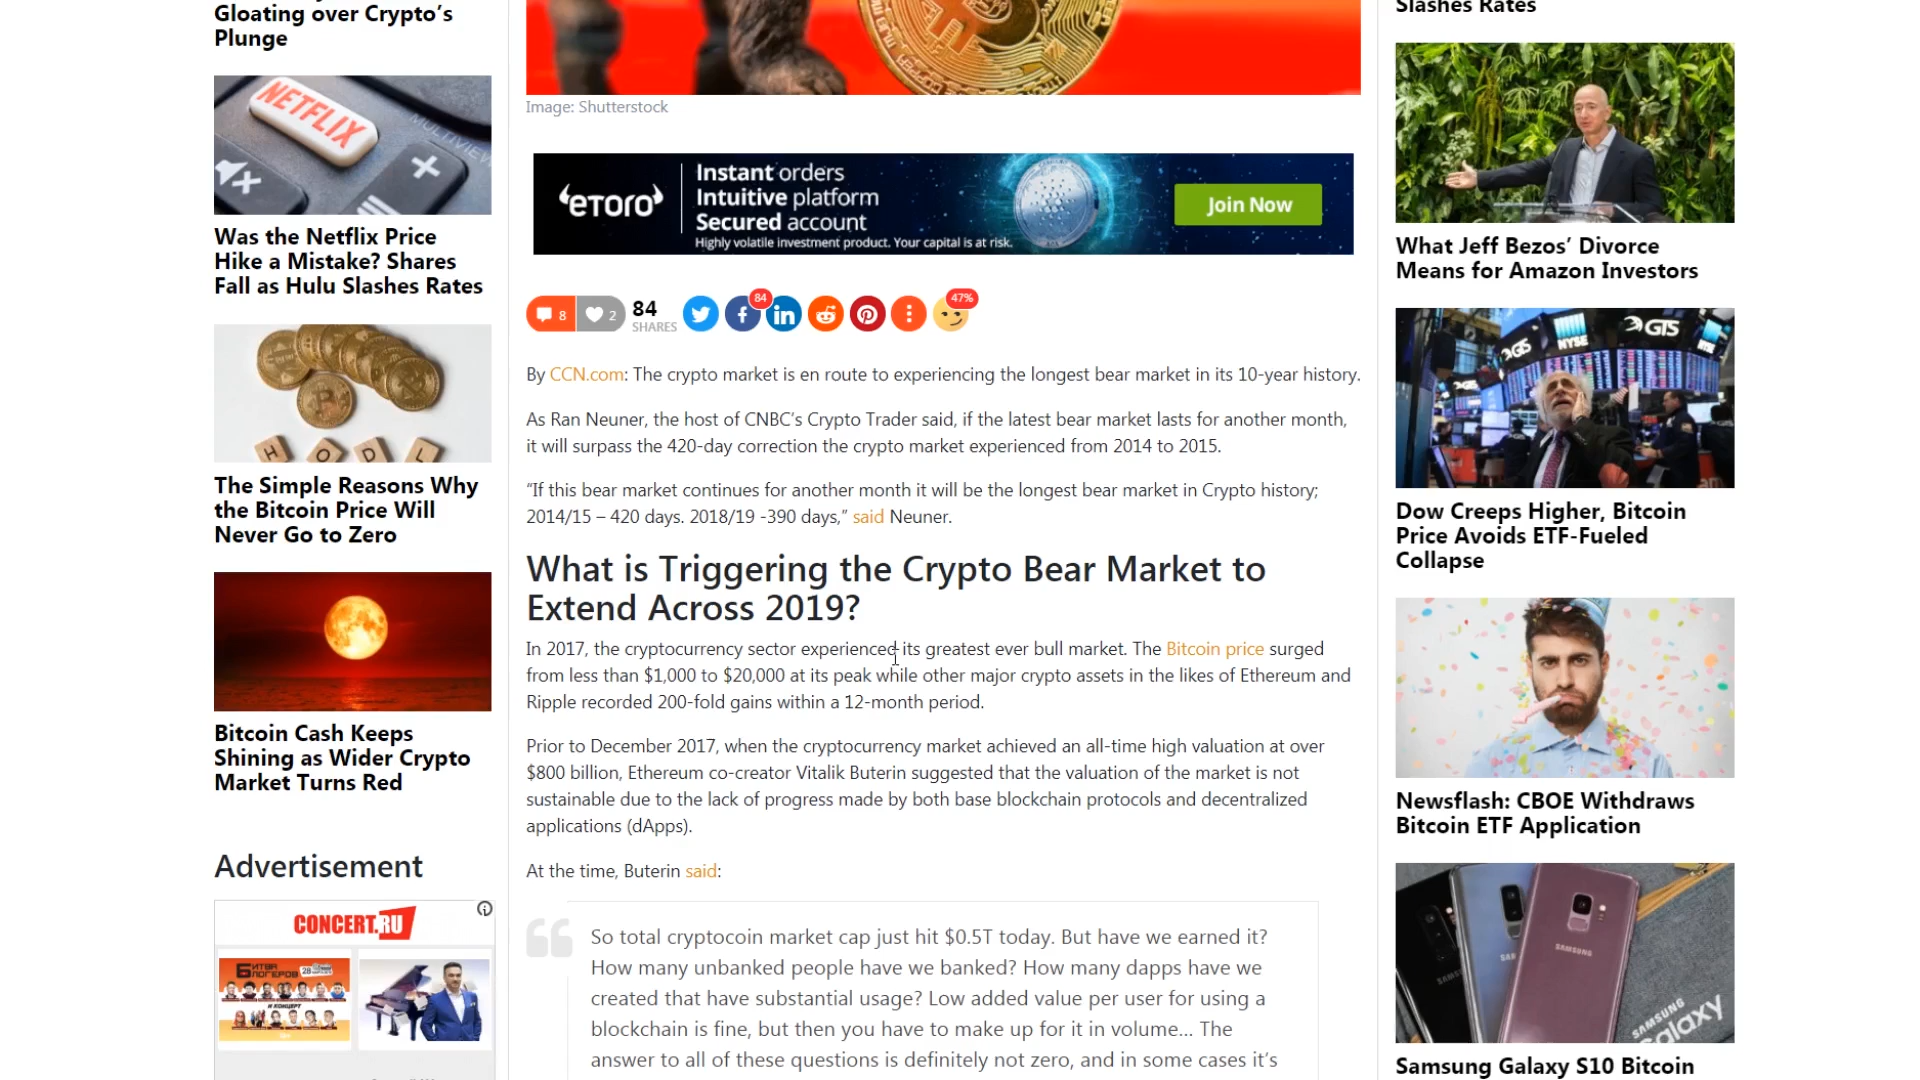 Gloating over Crypto's
Plunge
NETFLIX
Was the Netflix Price
Hike a Mistake? Shares
Fall as Hulu Slashes Rates
H O D L
The Simple Reasons Why
the Bitcoin Price Will
Never Go to Zero
Bitcoin Cash Keeps
Shining as Wider Crypto
Market Turns Red
Advertisement
CONCERT.RU
БИТВА
БЛОГЕРОВ 28
И КОНЦЕРТ
Image: Shutterstock
eToro
Instant orders
Intuitive platform
Secured account
Highly volatile investment product. Your capital is at risk.
Join Now
8
2
84
SHARES
84
47%
By CCN.com: The crypto market is en route to experiencing the longest bear market in its 10-year history.
As Ran Neuner, the host of CNBC's Crypto Trader said, if the latest bear market lasts for another month,
it will surpass the 420-day correction the crypto market experienced from 2014 to 2015.
“If this bear market continues for another month it will be the longest bear market in Crypto history;
2014/15 – 420 days. 2018/19 -390 days,” said Neuner.
What is Triggering the Crypto Bear Market to
Extend Across 2019?
In 2017, the cryptocurrency sector experienced its greatest ever bull market. The Bitcoin price surged
from less than $1,000 to $20,000 at its peak while other major crypto assets in the likes of Ethereum and
Ripple recorded 200-fold gains within a 12-month period.
Prior to December 2017, when the cryptocurrency market achieved an all-time high valuation at over
$800 billion, Ethereum co-creator Vitalik Buterin suggested that the valuation of the market is not
sustainable due to the lack of progress made by both base blockchain protocols and decentralized
applications (dApps).
At the time, Buterin said:
So total cryptocoin market cap just hit $0.5T today. But have we earned it?
How many unbanked people have we banked? How many dapps have we
created that have substantial usage? Low added value per user for using a
blockchain is fine, but then you have to make up for it in volume... The
answer to all of these questions is definitely not zero, and in some cases it's
Slashes Rates
What Jeff Bezos' Divorce
Means for Amazon Investors
GTS
NYSE
GTS
Dow Creeps Higher, Bitcoin
Price Avoids ETF-Fueled
Collapse
Newsflash: CBOE Withdraws
Bitcoin ETF Application
SAMSUNG
SAMSUNG
Galaxy
Samsung Galaxy S10 Bitcoin